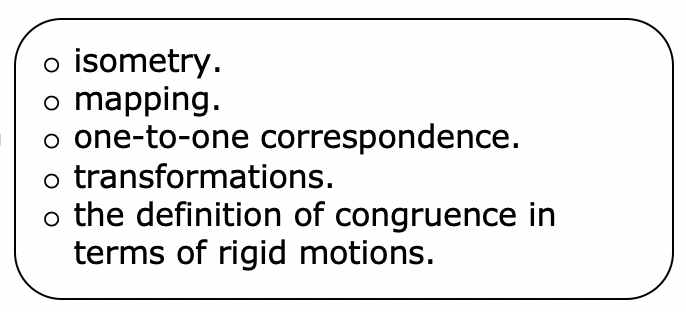 o isometry.
o mapping.
o one-to-one correspondence.
o transformations.
o the definition of congruence in
terms of rigid motions.